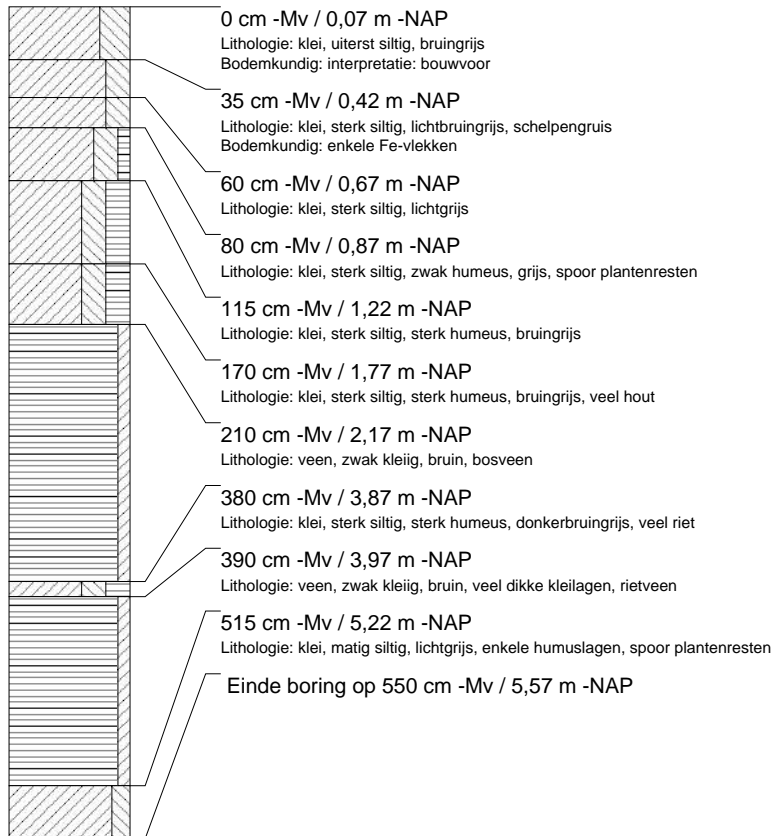 0 cm -Mv / 0,07 m -NAP
Lithologie: klei, uiterst siltig, bruingrijs
Bodemkundig: interpretatie: bouwvoor
35 cm -Mv / 0,42 m -NAP
Lithologie: klei, sterk siltig, lichtbruingrijs, schelpengruis
Bodemkundig: enkele Fe-vlekken
60 cm -Mv / 0,67 m -NAP
Lithologie: klei, sterk siltig, lichtgrijs
80 cm -Mv / 0,87 m -NAP
Lithologie: klei, sterk siltig, zwak humeus, grijs, spoor plantenresten
115 cm -Mv / 1,22 m -NAP
Lithologie: klei, sterk siltig, sterk humeus, bruingrijs
170 cm -Mv / 1,77 m -NAP
Lithologie: klei, sterk siltig, sterk humeus, bruingrijs, veel hout
210 cm -Mv / 2,17 m -NAP
Lithologie: veen, zwak kleiig, bruin, bosveen
380 cm -Mv / 3,87 m -NAP
Lithologie: klei, sterk siltig, sterk humeus, donkerbruingrijs, veel riet
390 cm -Mv / 3,97 m -NAP
Lithologie: veen, zwak kleiig, bruin, veel dikke kleilagen, rietveen
515 cm -Mv / 5,22 m -NAP
Lithologie: klei, matig siltig, lichtgrijs, enkele humuslagen, spoor plantenresten
Einde boring op 550 cm -Mv / 5,57 m -NAP